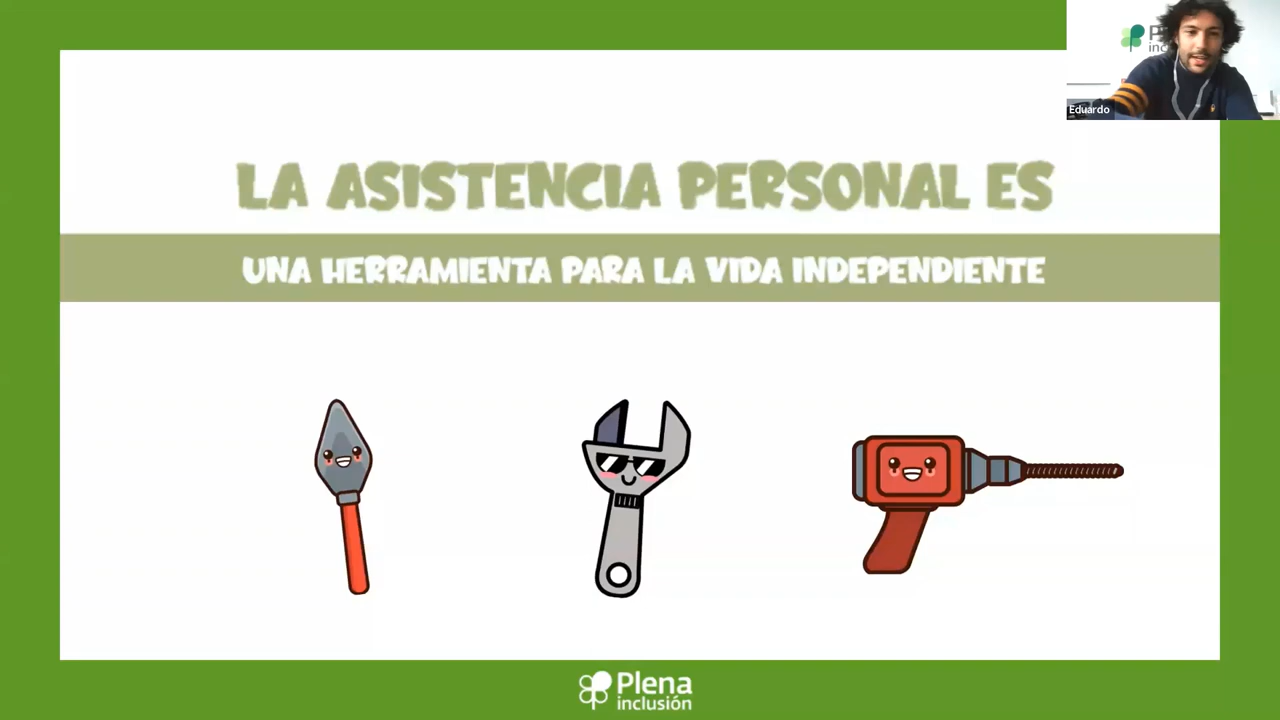 Eduardo
LA ASISTENCIA PERSONAL ES
UNA HERRAMIENTA PARA LA VIDA INDEPENDIENTE
Plena
inclusión